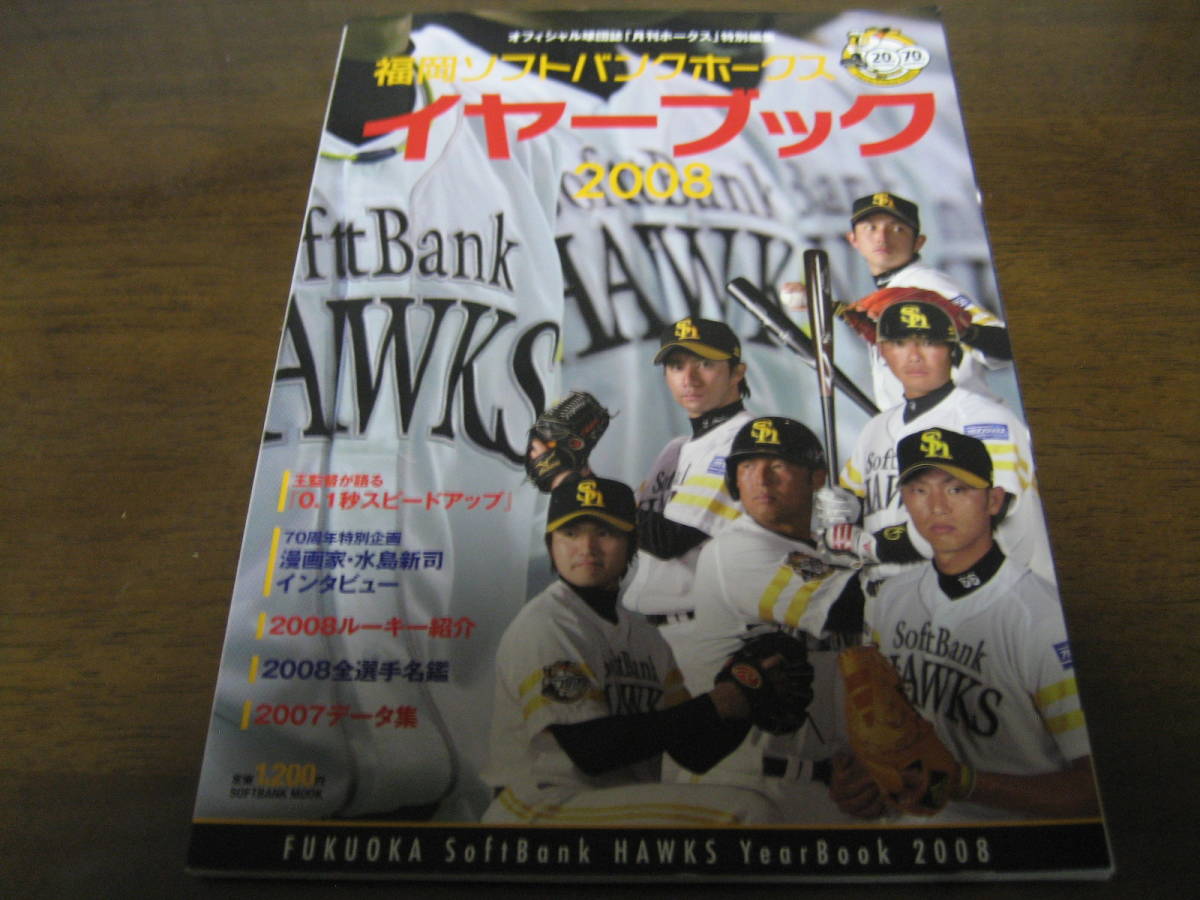 オフィシャル球団誌「月刊ホークス」特別編集
福岡ソフトバンクホークス
イヤーブック
2008
20 70
SoftBank
HAWKS
ftBank
HAWKS
王監督が語る
「0.1秒スピードアップ」
70周年特別企画
漫画家・水島新司
インタビュー
2008ルーキー紹介
2008全選手名鑑
2007データ集
定価1,200円
SOFTBANK MOOK
SoftBank
HAWKS
FUKUOKA SoftBank HAWKS YearBook 2008